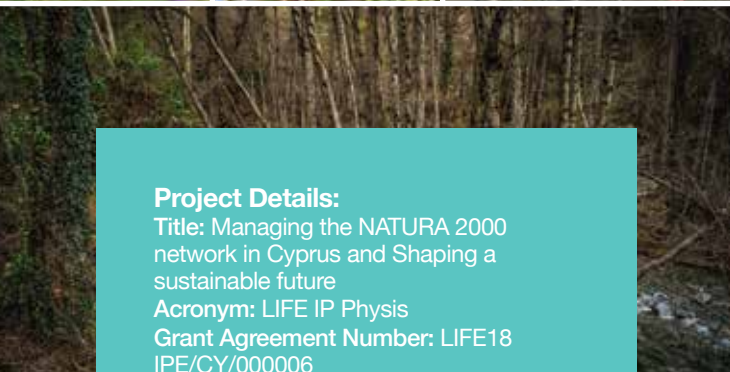 Project Details:
Title: Managing the NATURA 2000
network in Cyprus and Shaping a
sustainable future
Acronym: LIFE IP Physis
Grant Agreement Number: LIFE18
IPE/CY/000006